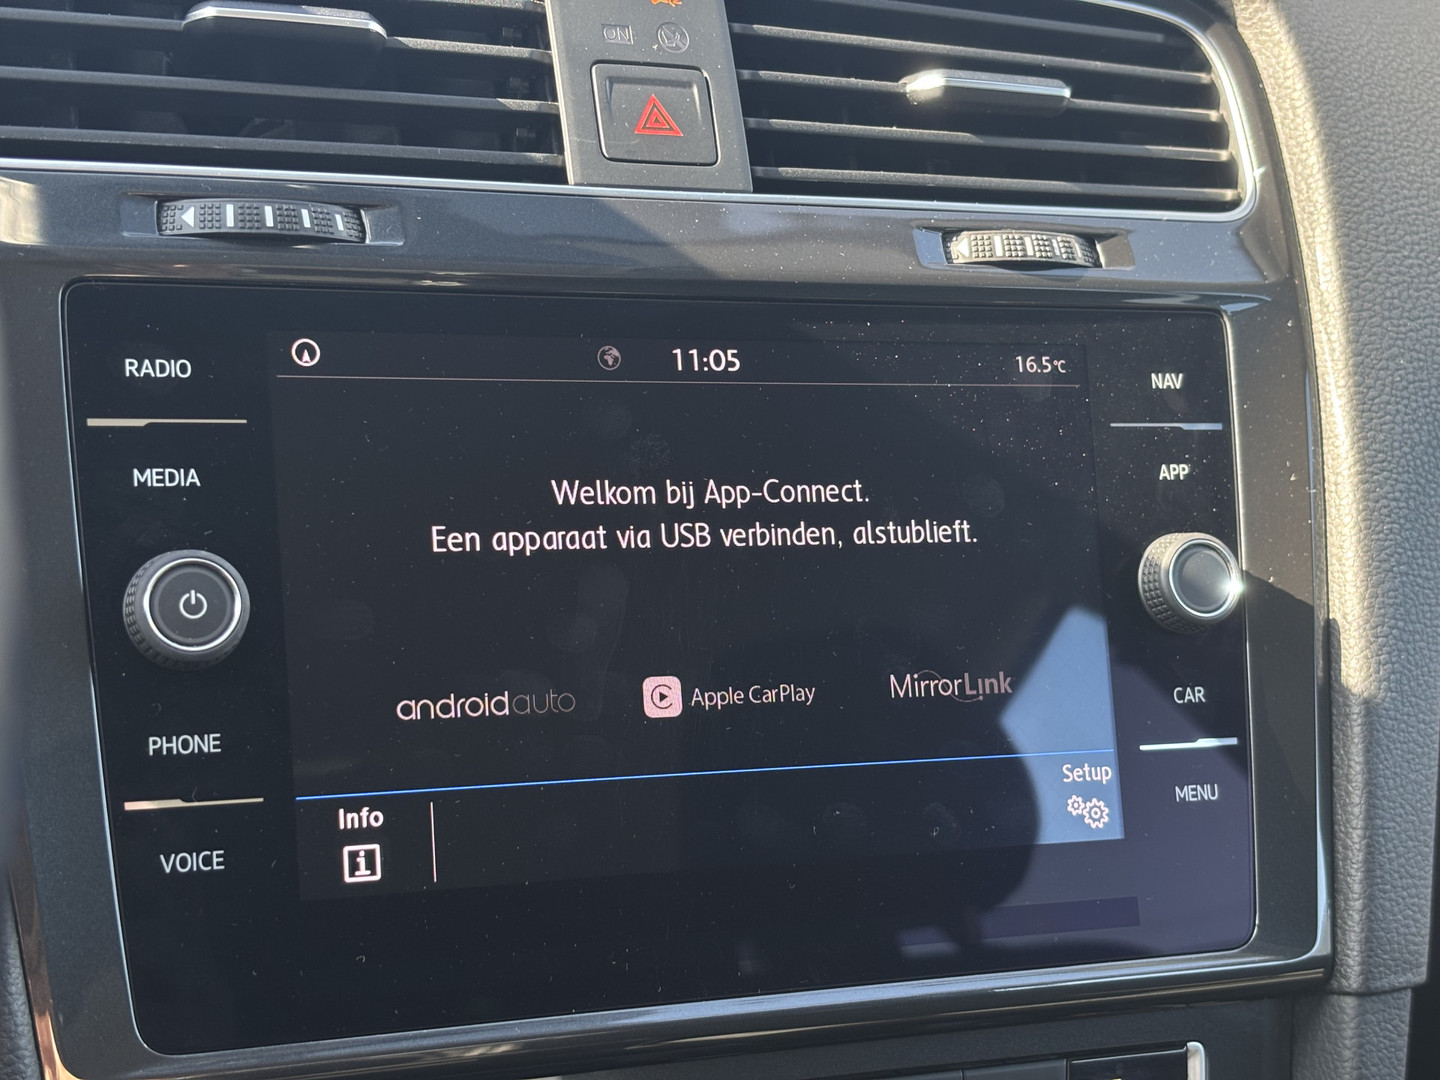 ON
RADIO
MEDIA
PHONE
VOICE
11:05
16.5°C
Welkom bij App-Connect.
Een apparaat via USB verbinden, alstublieft.
androidauto
Apple CarPlay
MirrorLink
Info
i
Setup
NAV
APP
CAR
MENU